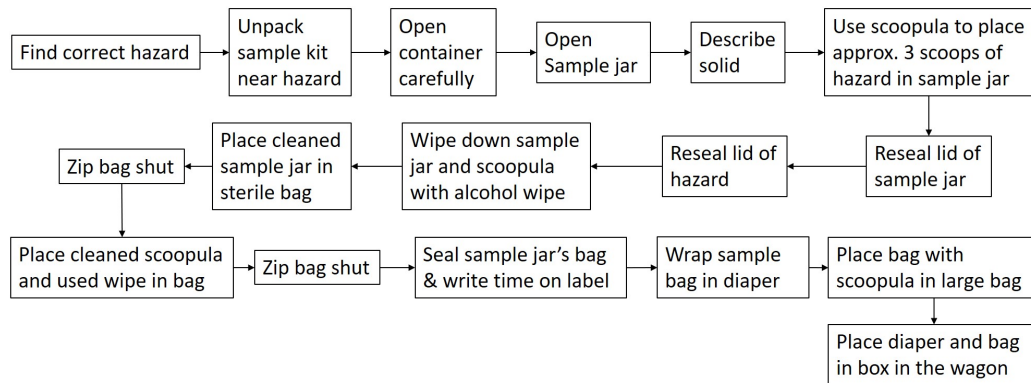 Find correct hazard
Unpack
sample kit
near hazard
Open
container
carefully
Open
Sample jar
Describe
solid
Use scoopula to place
approx. 3 scoops of
hazard in sample jar
Reseal lid of
sample jar
Reseal lid of
hazard
Wipe down sample
jar and scoopula
with alcohol wipe
Place cleaned
sample jar in
sterile bag
Zip bag shut
Place cleaned scoopula
and used wipe in bag
Zip bag shut
Seal sample jar’s bag
& write time on label
Wrap sample
bag in diaper
Place bag with
scoopula in large bag
Place diaper and bag
in box in the wagon